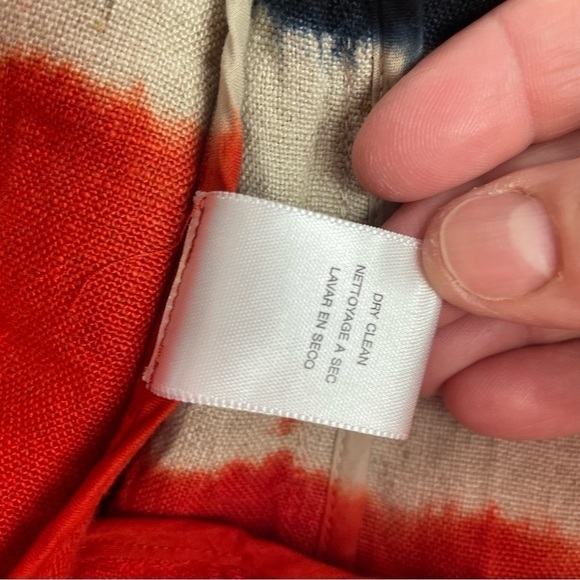 DRY CLEAN
NETTOYAGE A SEC
LAVAR EN SECO